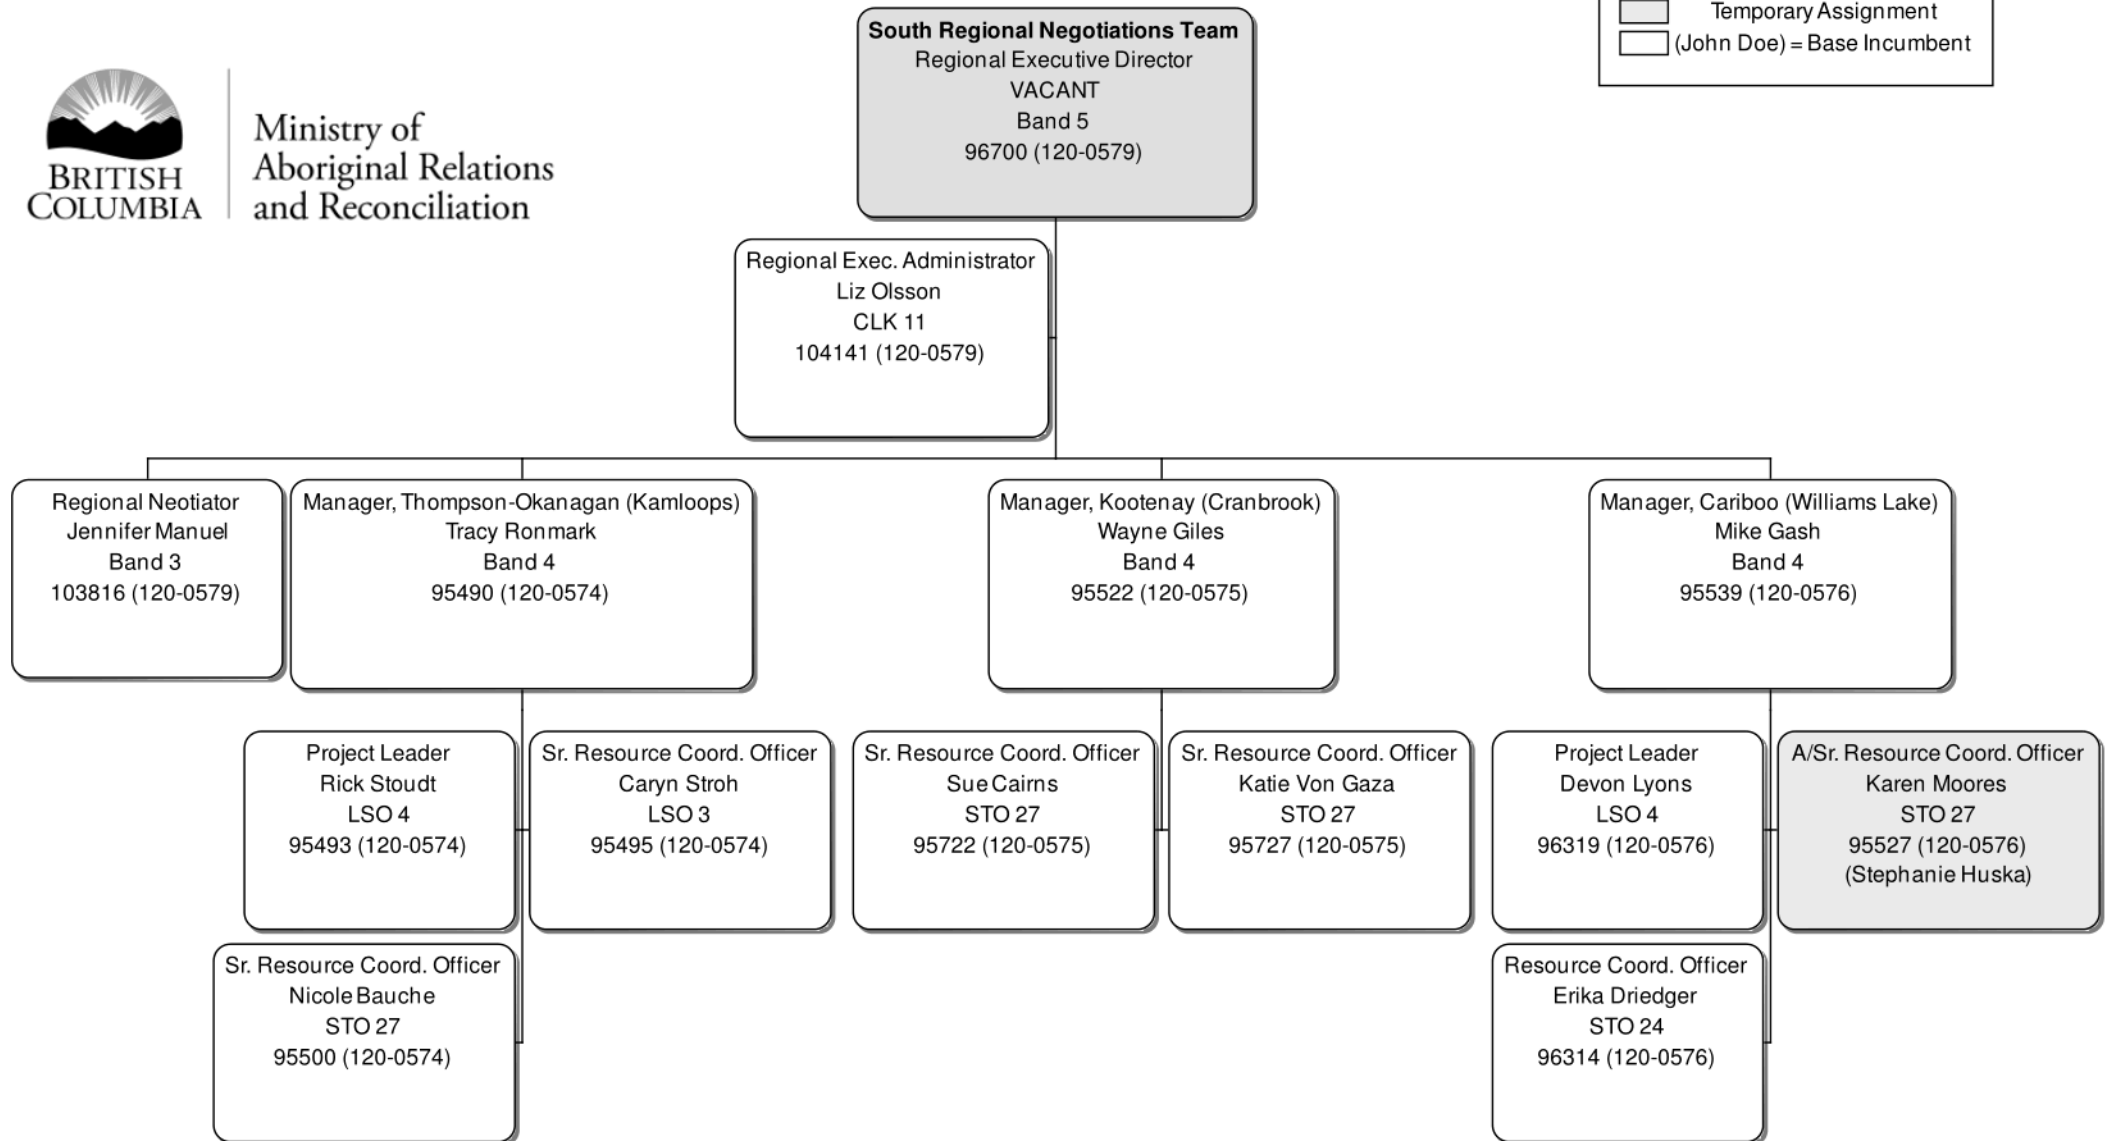 Temporary Assignment
(John Doe) = Base Incumbent
BRITISH
COLUMBIA
Ministry of
Aboriginal Relations
and Reconciliation
South Regional Negotiations Team
Regional Executive Director
VACANT
Band 5
96700 (120-0579)
Regional Exec. Administrator
Liz Olsson
CLK 11
104141 (120-0579)
Regional Neotiator
Jennifer Manuel
Band 3
103816 (120-0579)
Manager, Thompson-Okanagan (Kamloops)
Tracy Ronmark
Band 4
95490 (120-0574)
Manager, Kootenay (Cranbrook)
Wayne Giles
Band 4
95522 (120-0575)
Manager, Cariboo (Williams Lake)
Mike Gash
Band 4
95539 (120-0576)
Project Leader
Rick Stoudt
LSO 4
95493 (120-0574)
Sr. Resource Coord. Officer
Caryn Stroh
LSO 3
95495 (120-0574)
Sr. Resource Coord. Officer
Sue Cairns
STO 27
95722 (120-0575)
Sr. Resource Coord. Officer
Katie Von Gaza
STO 27
95727 (120-0575)
Project Leader
Devon Lyons
LSO 4
96319 (120-0576)
A/Sr. Resource Coord. Officer
Karen Moores
STO 27
95527 (120-0576)
(Stephanie Huska)
Sr. Resource Coord. Officer
Nicole Bauche
STO 27
95500 (120-0574)
Resource Coord. Officer
Erika Driedger
STO 24
96314 (120-0576)